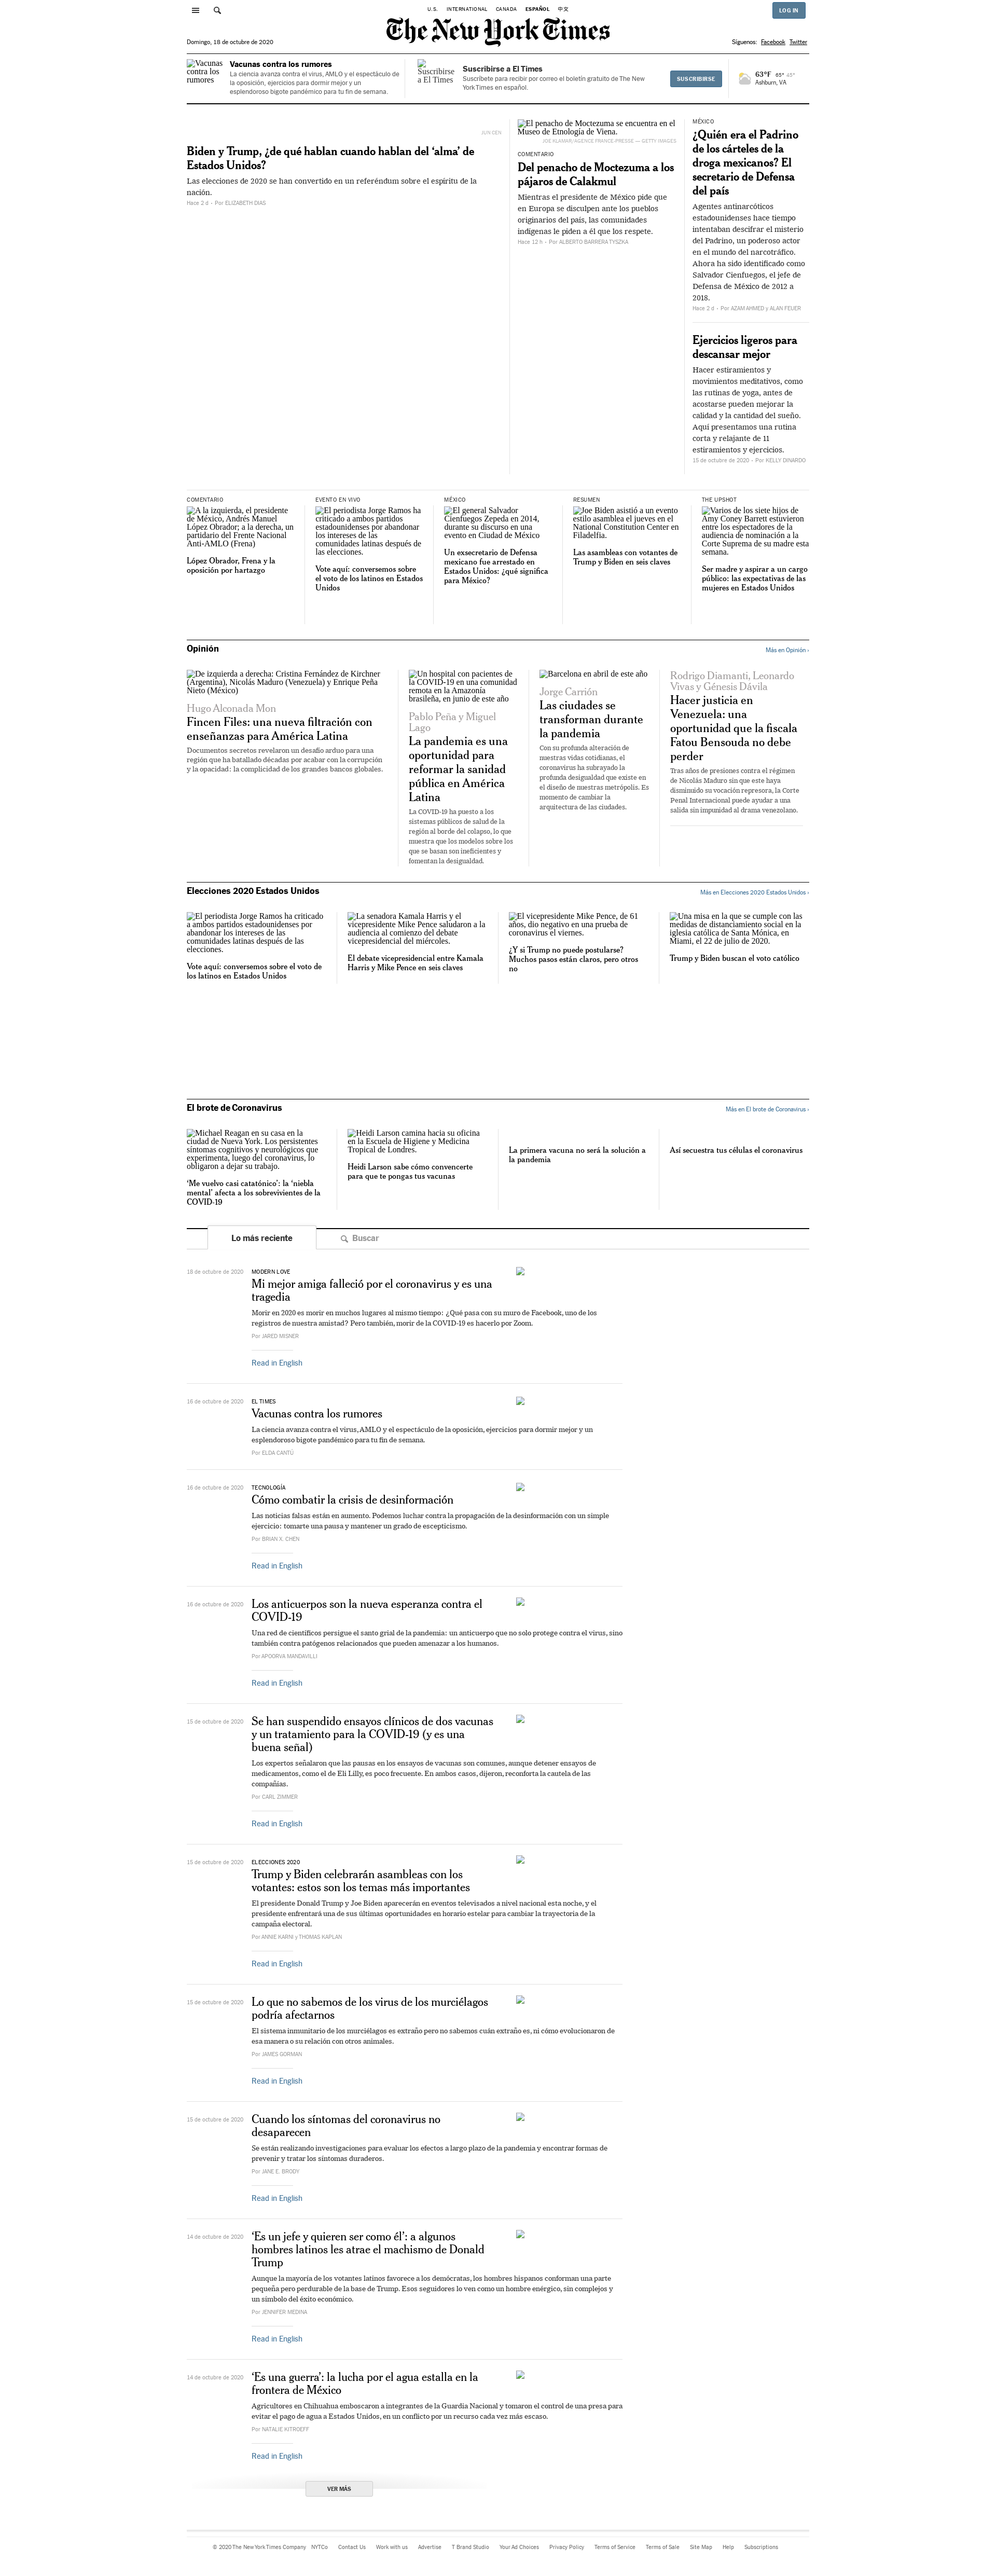 U.S. INTERNATIONAL CANADA ESPAÑOL 中文
LOG IN
The New York Times
Domingo, 18 de octubre de 2020
Síguenos: Facebook Twitter
Vacunas contra los rumores
Vacunas contra los rumores
La ciencia avanza contra el virus, AMLO y el espectáculo de
la oposición, ejercicios para dormir mejor y un
esplendoroso bigote pandémico para tu fin de semana.
Suscribirse a El Times
Suscribirse a El Times
Suscríbete para recibir por correo el boletín gratuito de The New
York Times en español.
SUSCRIBIRSE
63°F 65° 45°
Ashburn, VA
JUN CEN
Biden y Trump, ¿de qué hablan cuando hablan del ‘alma’ de
Estados Unidos?
Las elecciones de 2020 se han convertido en un referéndum sobre el espíritu de la
nación.
Hace 2 d - Por ELIZABETH DIAS
El penacho de Moctezuma se encuentra en el
Museo de Etnología de Viena.
COMENTARIO
Del penacho de Moctezuma a los
pájaros de Calakmul
Mientras el presidente de México pide que
en Europa se disculpen ante los pueblos
originarios del país, las comunidades
indígenas le piden a él que los respete.
Hace 12 h - Por ALBERTO BARRERA TYSZKA
MÉXICO
¿Quién era el Padrino
de los cárteles de la
droga mexicanos? El
secretario de Defensa
del país
Agentes antinarcóticos
estadounidenses hace tiempo
intentaban descifrar el misterio
del Padrino, un poderoso actor
en el mundo del narcotráfico.
Ahora ha sido identificado como
Salvador Cienfuegos, el jefe de
Defensa de México de 2012 a
2018.
Hace 2 d - Por AZAM AHMED y ALAN FEUER
Ejercicios ligeros para
descansar mejor
Hacer estiramientos y
movimientos meditativos, como
las rutinas de yoga, antes de
acostarse pueden mejorar la
calidad y la cantidad del sueño.
Aquí presentamos una rutina
corta y relajante de 11
estiramientos y ejercicios.
15 de octubre de 2020 - Por KELLY DINARDO
COMENTARIO
A la izquierda, el presidente
de México, Andrés Manuel
López Obrador; a la derecha, un
partidario del Frente Nacional
Anti-AMLO (Frena)
López Obrador, Frena y la
oposición por hartazgo
EVENTO EN VIVO
El periodista Jorge Ramos ha
criticado a ambos partidos
estadounidenses por abandonar
los intereses de las
comunidades latinas después de
las elecciones.
Vote aquí: conversemos sobre
el voto de los latinos en Estados
Unidos
MÉXICO
El general Salvador
Cienfuegos Zepeda en 2014,
durante su discurso en una
evento en Ciudad de México
Un exsecretario de Defensa
mexicano fue arrestado en
Estados Unidos: ¿qué significa
para México?
RESUMEN
Joe Biden asistió a un evento
estilo asamblea el jueves en el
National Constitution Center en
Filadelfia.
Las asambleas con votantes de
Trump y Biden en seis claves
THE UPSHOT
Varios de los siete hijos de
Amy Coney Barrett estuvieron
entre los espectadores de la
audiencia de nominación a la
Corte Suprema de su madre esta
semana.
Ser madre y aspirar a un cargo
público: las expectativas de las
mujeres en Estados Unidos
Opinión
Más en Opinión ›
De izquierda a derecha: Cristina Fernández de Kirchner
(Argentina), Nicolás Maduro (Venezuela) y Enrique Peña
Nieto (México)
Hugo Alconada Mon
Fincen Files: una nueva filtración con
enseñanzas para América Latina
Documentos secretos revelaron un desafío arduo para una
región que ha batallado décadas por acabar con la corrupción
y la opacidad: la complicidad de los grandes bancos globales.
Un hospital con pacientes de
la COVID-19 en una comunidad
remota en la Amazonia
brasileña, en junio de este año
Pablo Peña y Miguel
Lago
La pandemia es una
oportunidad para
reformar la sanidad
pública en América
Latina
La COVID-19 ha puesto a los
sistemas públicos de salud de la
región al borde del colapso, lo que
muestra que los modelos sobre los
que se basan son ineficientes y
fomentan la desigualdad.
Barcelona en abril de este año
Jorge Carrión
Las ciudades se
transforman durante
la pandemia
Con su profunda alteración de
nuestras vidas cotidianas, el
coronavirus ha subrayado la
profunda desigualdad que existe en
el diseño de nuestras metrópolis. Es
momento de cambiar la
arquitectura de las ciudades.
Rodrigo Diamanti, Leonardo
Vivas y Génesis Dávila
Hacer justicia en
Venezuela: una
oportunidad que la fiscala
Fatou Bensouda no debe
perder
Tras años de presiones contra el régimen
de Nicolás Maduro sin que este haya
disminuido su vocación represora, la Corte
Penal Internacional puede ayudar a una
salida sin impunidad al drama venezolano.
Elecciones 2020 Estados Unidos
Más en Elecciones 2020 Estados Unidos ›
El periodista Jorge Ramos ha criticado
a ambos partidos estadounidenses por
abandonar los intereses de las
comunidades latinas después de las
elecciones.
Vote aquí: conversemos sobre el voto de
los latinos en Estados Unidos
La senadora Kamala Harris y el
vicepresidente Mike Pence saludaron a la
audiencia al comienzo del debate
vicepresidencial del miércoles.
El debate vicepresidencial entre Kamala
Harris y Mike Pence en seis claves
El vicepresidente Mike Pence, de 61
años, dio negativo en una prueba de
coronavirus el viernes.
¿Y si Trump no puede postularse?
Muchos pasos están claros, pero otros
no
Una misa en la que se cumple con las
medidas de distanciamiento social en la
iglesia católica de Santa Mónica, en
Miami, el 22 de julio de 2020.
Trump y Biden buscan el voto católico
El brote de Coronavirus
Más en El brote de Coronavirus ›
Michael Reagan en su casa en la
ciudad de Nueva York. Los persistentes
síntomas cognitivos y neurológicos que
experimenta, luego del coronavirus, lo
obligaron a dejar su trabajo.
‘Me vuelvo casi catatónico’: la ‘niebla
mental’ afecta a los sobrevivientes de la
COVID-19
Heidi Larson camina hacia su oficina
en la Escuela de Higiene y Medicina
Tropical de Londres.
Heidi Larson sabe cómo convencerte
para que te pongas tus vacunas
La primera vacuna no será la solución a
la pandemia
Así secuestra tus células el coronavirus
Lo más reciente
Buscar
18 de octubre de 2020
MODERN LOVE
Mi mejor amiga falleció por el coronavirus y es una
tragedia
Morir en 2020 es morir en muchos lugares al mismo tiempo: ¿Qué pasa con su muro de Facebook, uno de los
registros de nuestra amistad? Pero también, morir de la COVID-19 es hacerlo por Zoom.
Por JARED MISNER
Read in English
16 de octubre de 2020
EL TIMES
Vacunas contra los rumores
La ciencia avanza contra el virus, AMLO y el espectáculo de la oposición, ejercicios para dormir mejor y un
esplendoroso bigote pandémico para tu fin de semana.
Por ELDA CANTÚ
16 de octubre de 2020
TECNOLOGÍA
Cómo combatir la crisis de desinformación
Las noticias falsas están en aumento. Podemos luchar contra la propagación de la desinformación con un simple
ejercicio: tomarte una pausa y mantener un grado de escepticismo.
Por BRIAN X. CHEN
Read in English
16 de octubre de 2020
Los anticuerpos son la nueva esperanza contra el
COVID-19
Una red de científicos persigue el santo grial de la pandemia: un anticuerpo que no solo protege contra el virus, sino
también contra patógenos relacionados que pueden amenazar a los humanos.
Por APOORVA MANDAVILLI
Read in English
15 de octubre de 2020
Se han suspendido ensayos clínicos de dos vacunas
y un tratamiento para la COVID-19 (y es una
buena señal)
Los expertos señalaron que las pausas en los ensayos de vacunas son comunes, aunque detener ensayos de
medicamentos, como el de Eli Lilly, es poco frecuente. En ambos casos, dijeron, reconforta la cautela de las
compañías.
Por CARL ZIMMER
Read in English
15 de octubre de 2020
ELECCIONES 2020
Trump y Biden celebrarán asambleas con los
votantes: estos son los temas más importantes
El presidente Donald Trump y Joe Biden aparecerán en eventos televisados a nivel nacional esta noche, y el
presidente enfrentará una de sus últimas oportunidades en horario estelar para cambiar la trayectoria de la
campaña electoral.
Por ANNIE KARNI y THOMAS KAPLAN
Read in English
15 de octubre de 2020
Lo que no sabemos de los virus de los murciélagos
podría afectarnos
El sistema inmunitario de los murciélagos es extraño pero no sabemos cuán extraño es, ni cómo evolucionaron de
esa manera o su relación con otros animales.
Por JAMES GORMAN
Read in English
15 de octubre de 2020
Cuando los síntomas del coronavirus no
desaparecen
Se están realizando investigaciones para evaluar los efectos a largo plazo de la pandemia y encontrar formas de
prevenir y tratar los síntomas duraderos.
Por JANE E. BRODY
Read in English
14 de octubre de 2020
‘Es un jefe y quieren ser como él’: a algunos
hombres latinos les atrae el machismo de Donald
Trump
Aunque la mayoría de los votantes latinos favorece a los demócratas, los hombres hispanos conforman una parte
pequeña pero perdurable de la base de Trump. Esos seguidores lo ven como un hombre enérgico, sin complejos y
un símbolo del éxito económico.
Por JENNIFER MEDINA
Read in English
14 de octubre de 2020
‘Es una guerra’: la lucha por el agua estalla en la
frontera de México
Agricultores en Chihuahua emboscaron a integrantes de la Guardia Nacional y tomaron el control de una presa para
evitar el pago de agua a Estados Unidos, en un conflicto por un recurso cada vez más escaso.
Por NATALIE KITROEFF
Read in English
VER MÁS
© 2020 The New York Times Company NYTCo Contact Us Work with us Advertise T Brand Studio Your Ad Choices Privacy Policy Terms of Service Terms of Sale Site Map Help Subscriptions